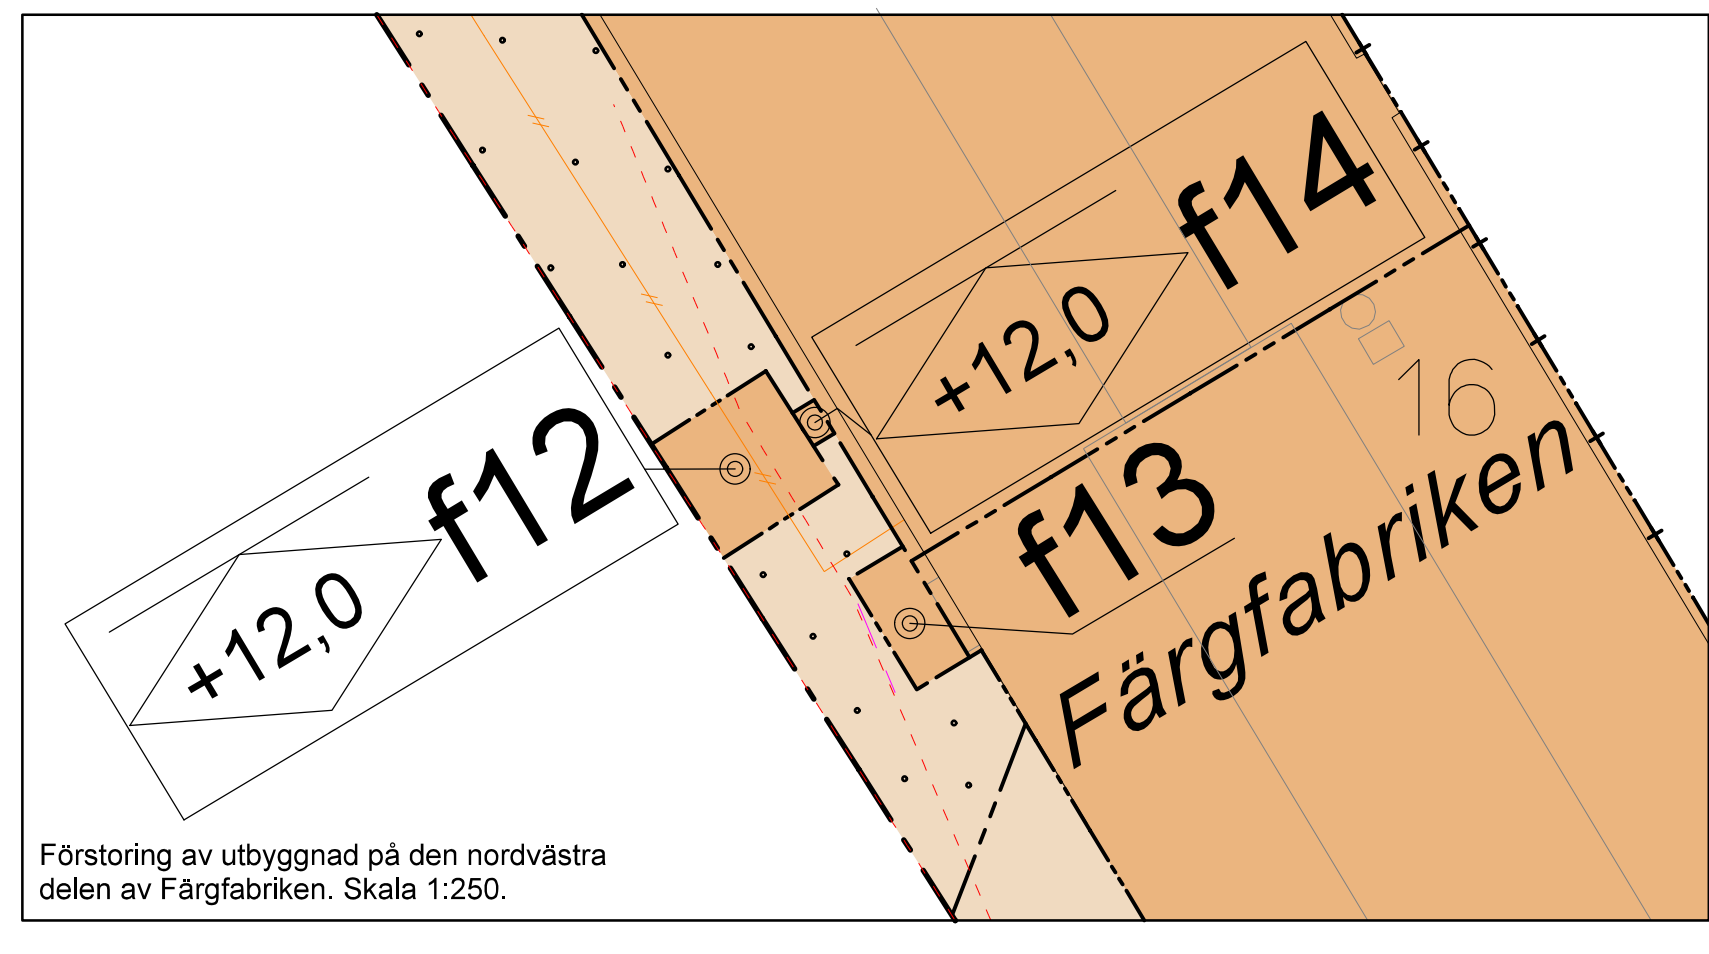 f14
+12,0
16
f12
+12,0
f13
Färgfabriken
Förstoring av utbyggnad på den nordvästra
delen av Färgfabriken. Skala 1:250.